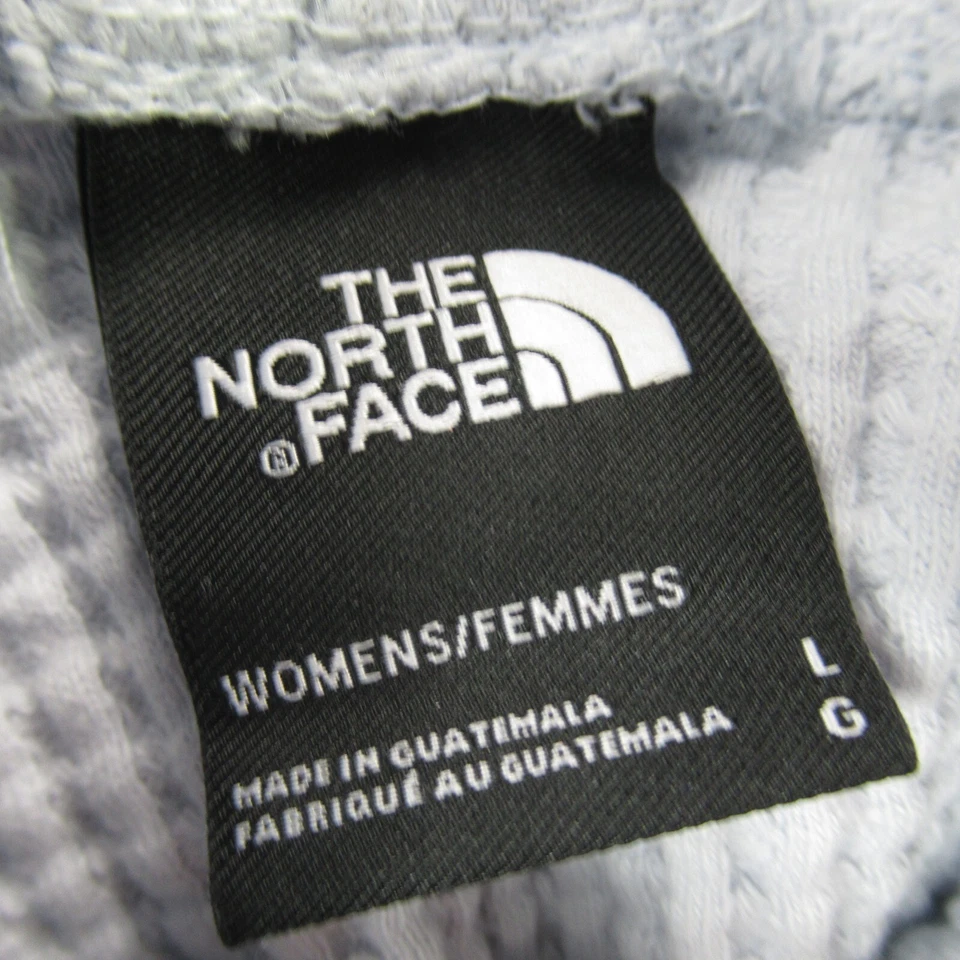 THE
NORTH
®FACE
WOMENS/FEMMES
L
G
MADE IN GUATEMALA
FABRIQUÉ AU GUATEMALA